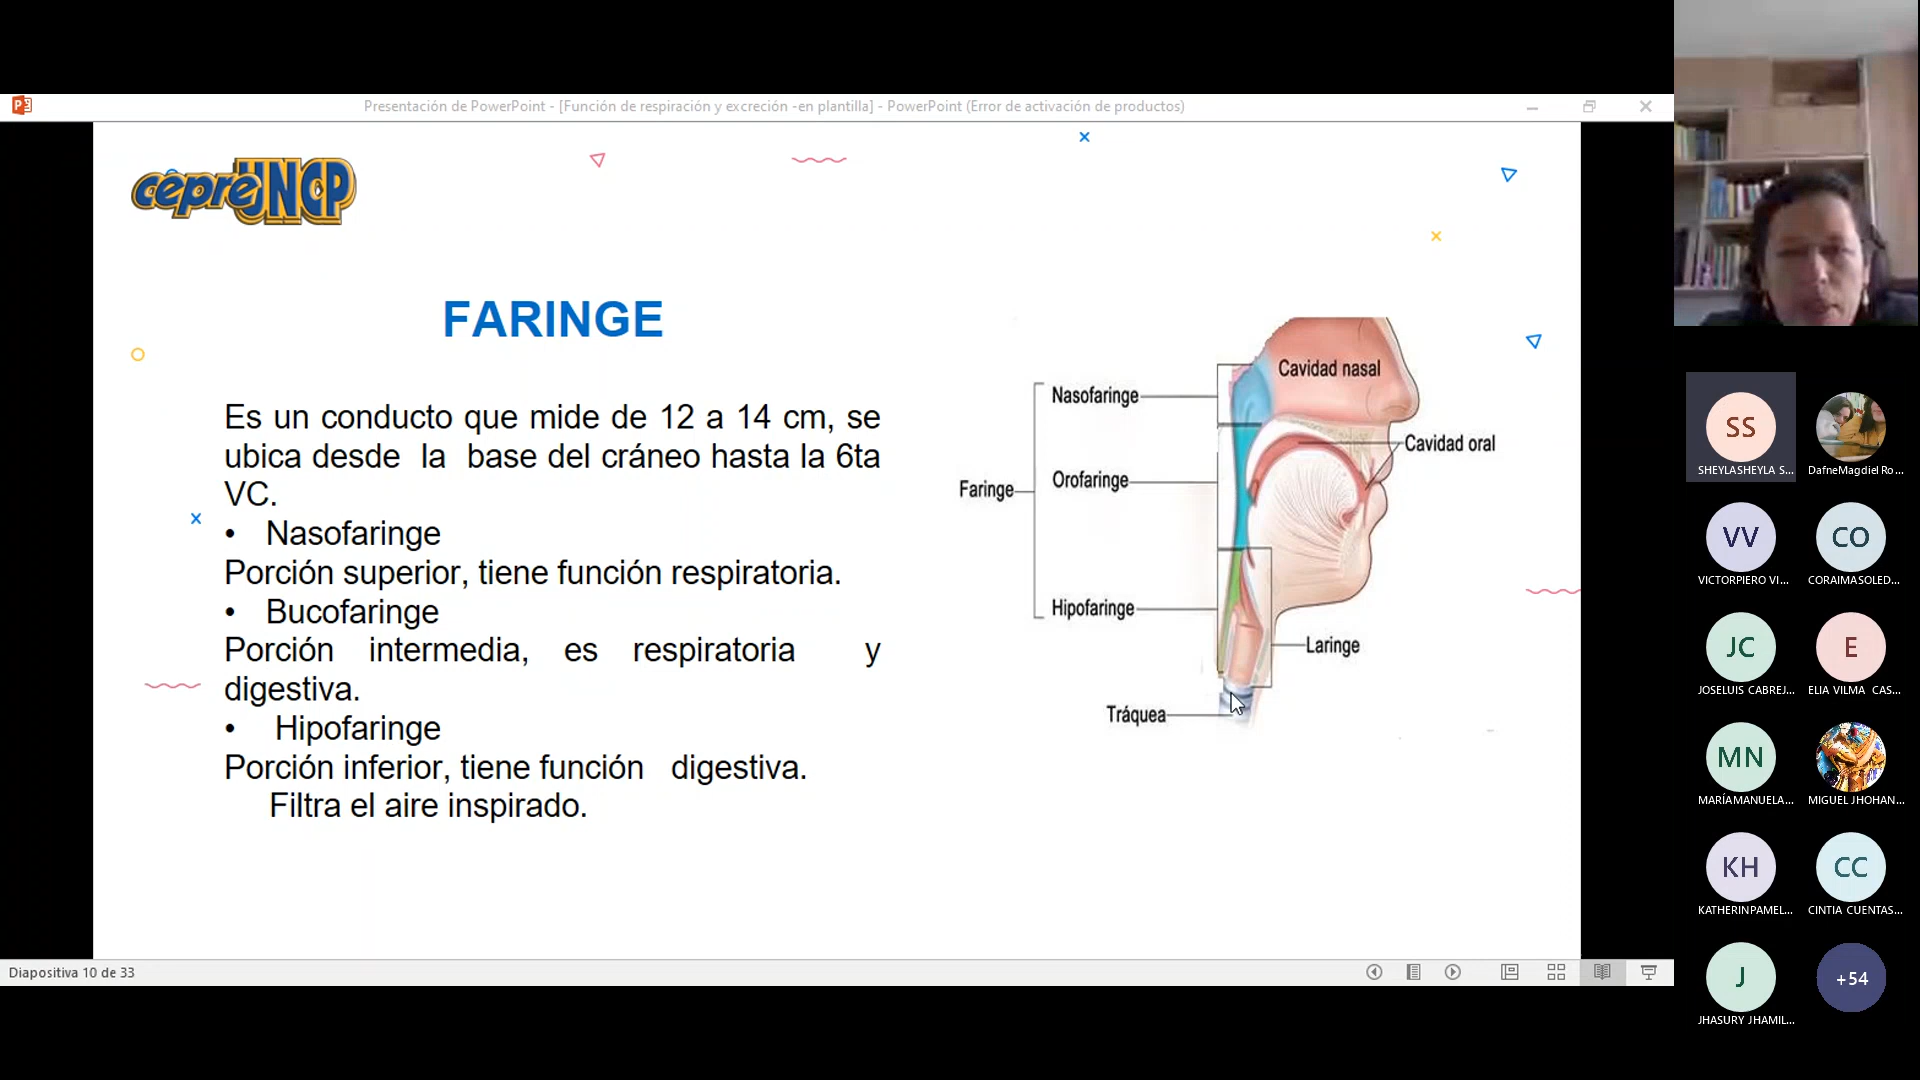 Presentación de PowerPoint - [Función de respiración y excreción -en plantilla] - PowerPoint (Error de activación de productos)
cepreUNCP
FARINGE
Es un conducto que mide de 12 a 14 cm, se
ubica desde la base del cráneo hasta la 6ta
VC.
• Nasofaringe
Porción superior, tiene función respiratoria.
• Bucofaringe
Porción intermedia, es respiratoria y
digestiva.
• Hipofaringe
Porción inferior, tiene función digestiva.
Filtra el aire inspirado.
Cavidad nasal
Nasofaringe
Cavidad oral
Orofaringe
Faringe
Hipofaringe
Laringe
Tráquea
Diapositiva 10 de 33
SS
SHEYLASHEYLA S...
DafneMagdiel Ro...
VV
VICTORPIERO VI...
CO
CORAIMASOLED...
JC
JOSELUIS CABREJ...
E
ELIA VILMA CAS...
MN
MARÍAMANUELA...
MIGUEL JHOHAN...
KH
KATHERINPAMEL...
CC
CINTIA CUENTAS...
J
JHASURY JHAMIL...
+54